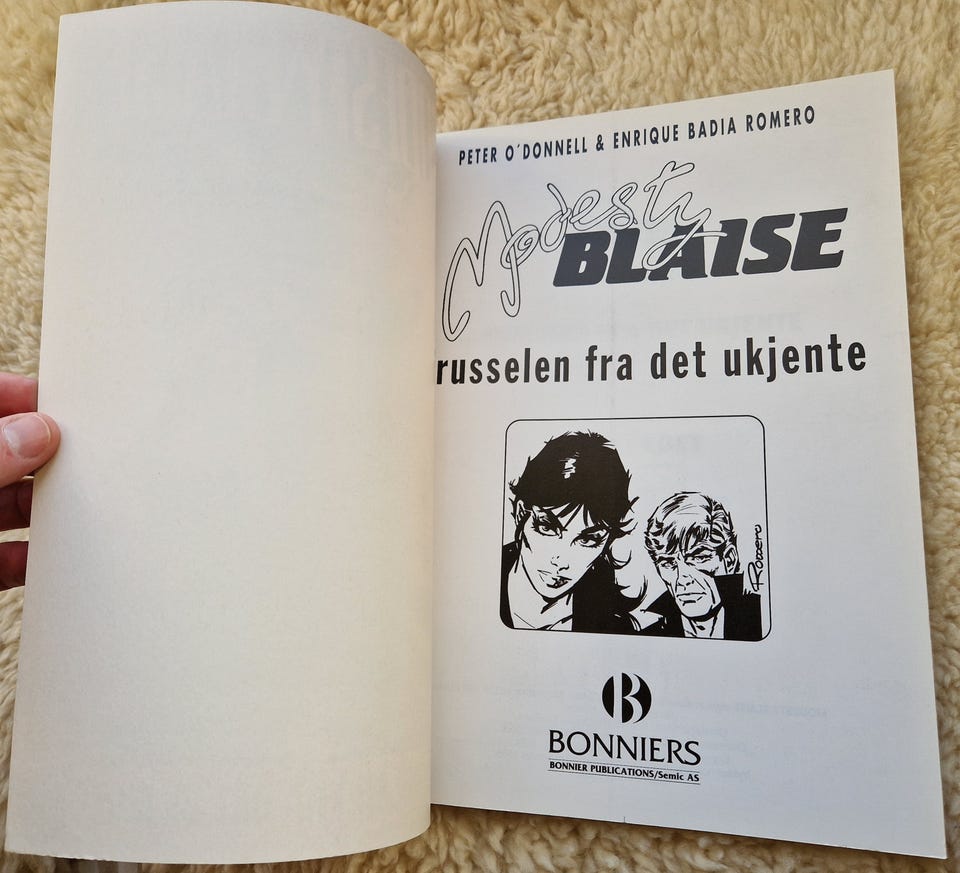 PETER O'DONNELL & ENRIQUE BADIA ROMERO
Modesty
BLAISE
russelen fra det ukjente
Romero
B
BONNIERS
BONNIER PUBLICATIONS/Semic AS